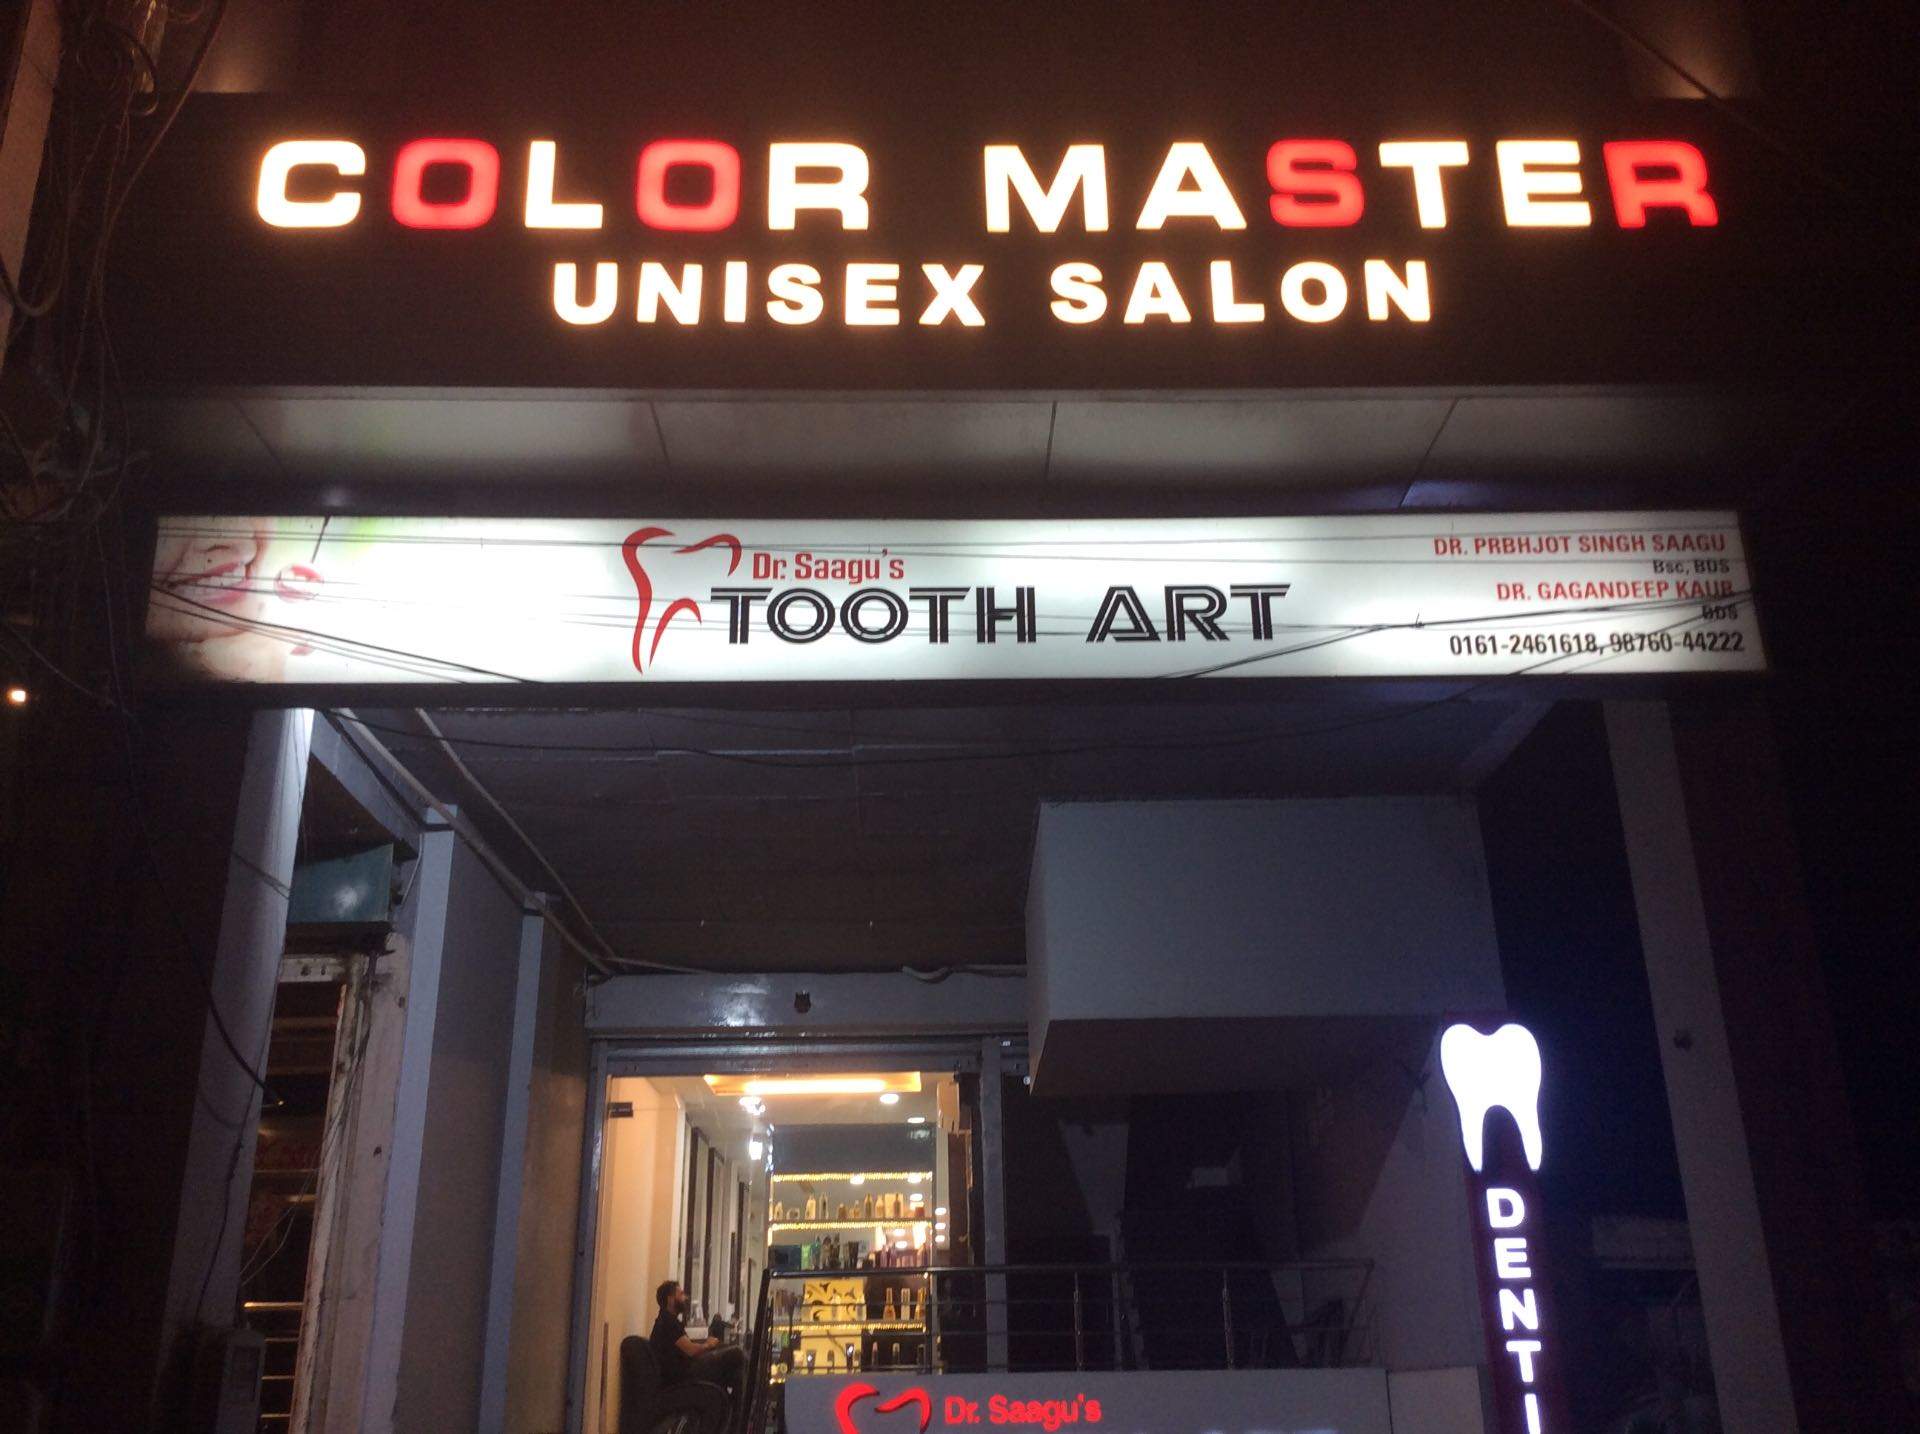 COLOR MASTER
UNISEX SALON
Dr. Saagu's
TOOTH ART
DR. PRBHJOT SINGH SAAGU
Bsc, BDS
DR. GAGANDEEP KAUR
BDS
0161-2461618, 98760-44222
DENTI
Dr. Saagu's